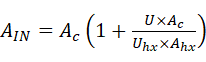 A_IN = A_c (1 + (U×A_c)/(U_hx×A_hx))